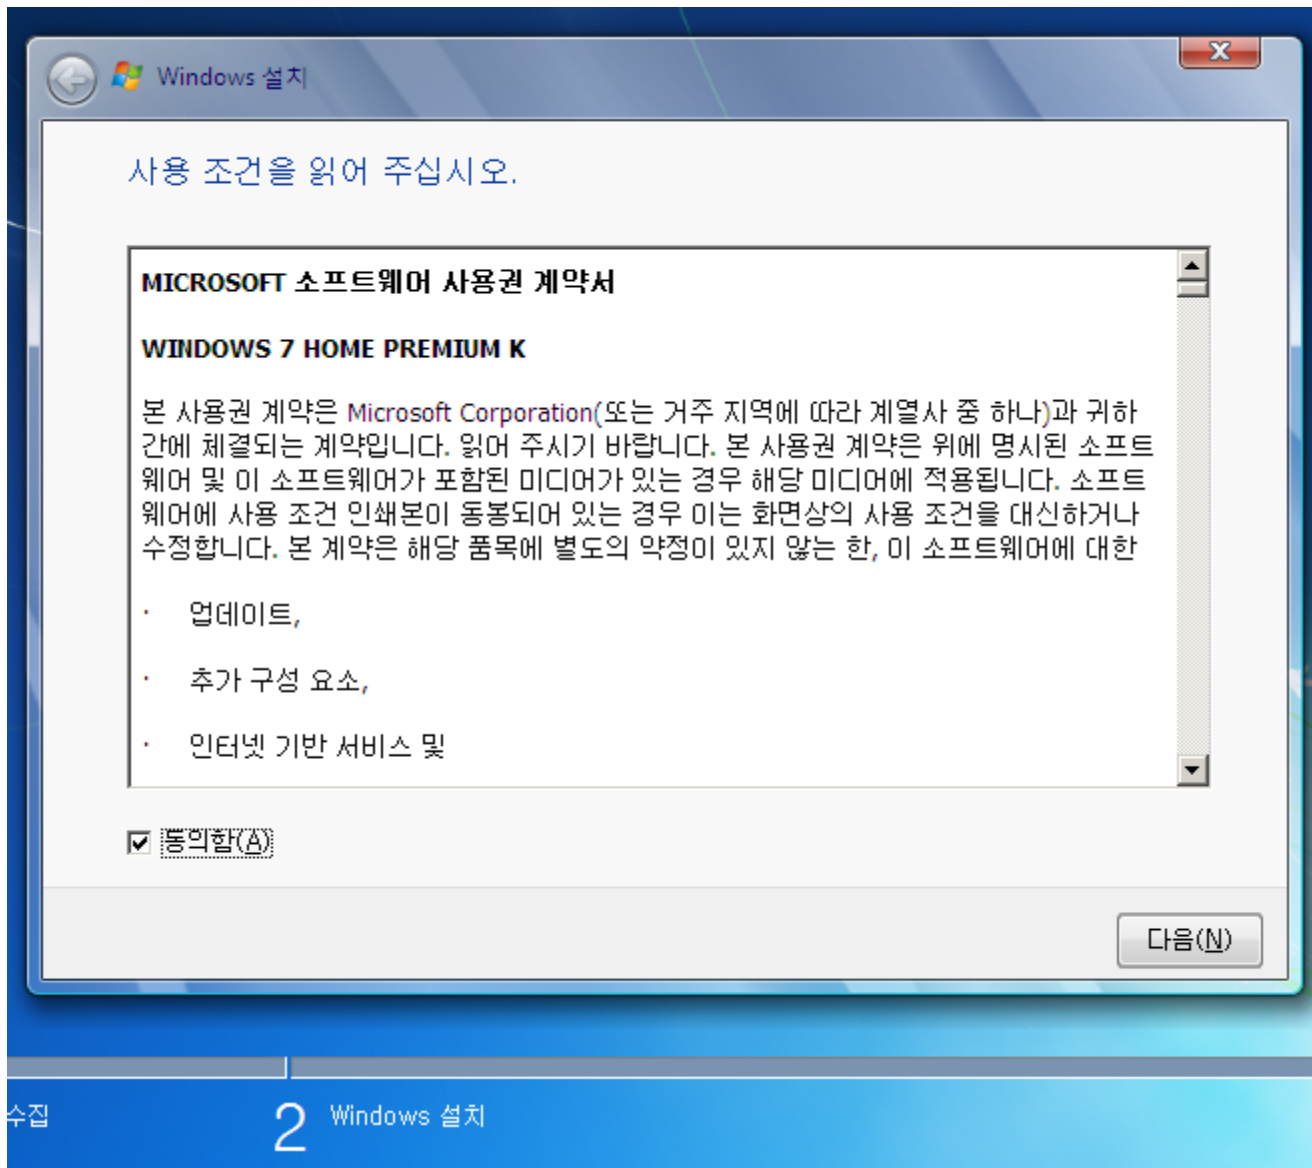 Windows 설치
사용 조건을 읽어 주십시오.
MICROSOFT 소프트웨어 사용권 계약서
WINDOWS 7 HOME PREMIUM K
본 사용권 계약은 Microsoft Corporation(또는 거주 지역에 따라 계열사 중 하나)과 귀하
간에 체결되는 계약입니다. 읽어 주시기 바랍니다. 본 사용권 계약은 위에 명시된 소프트
웨어 및 이 소프트웨어가 포함된 미디어가 있는 경우 해당 미디어에 적용됩니다. 소프트
웨어에 사용 조건 인쇄본이 동봉되어 있는 경우 이는 화면상의 사용 조건을 대신하거나
수정합니다. 본 계약은 해당 품목에 별도의 약정이 있지 않는 한, 이 소프트웨어에 대한
· 업데이트,
· 추가 구성 요소,
· 인터넷 기반 서비스 및
동의함(A)
다음(N)
수집
2 Windows 설치